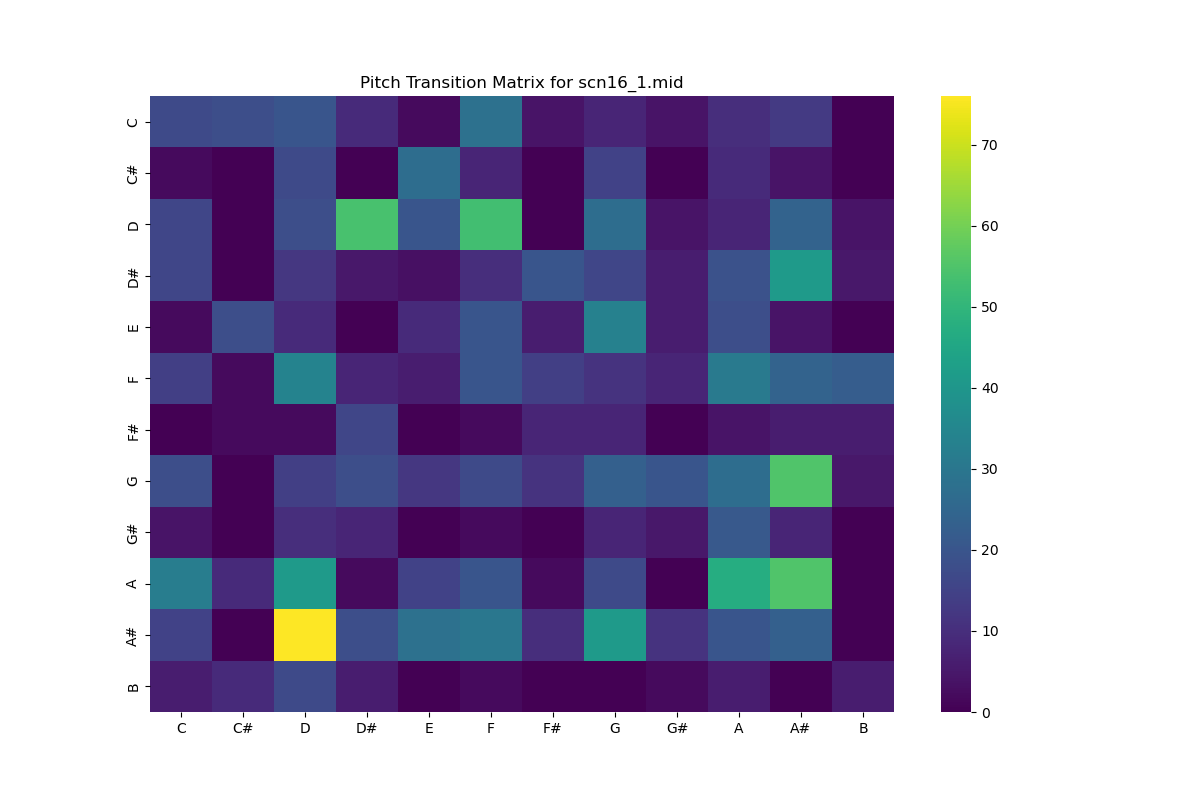 Pitch Transition Matrix for scn16_1.mid
C
C#
D
D#
E
F
F#
G
G#
A
A#
B
C C# D D# E F F# G G# A A# B
70
60
50
40
30
20
10
0